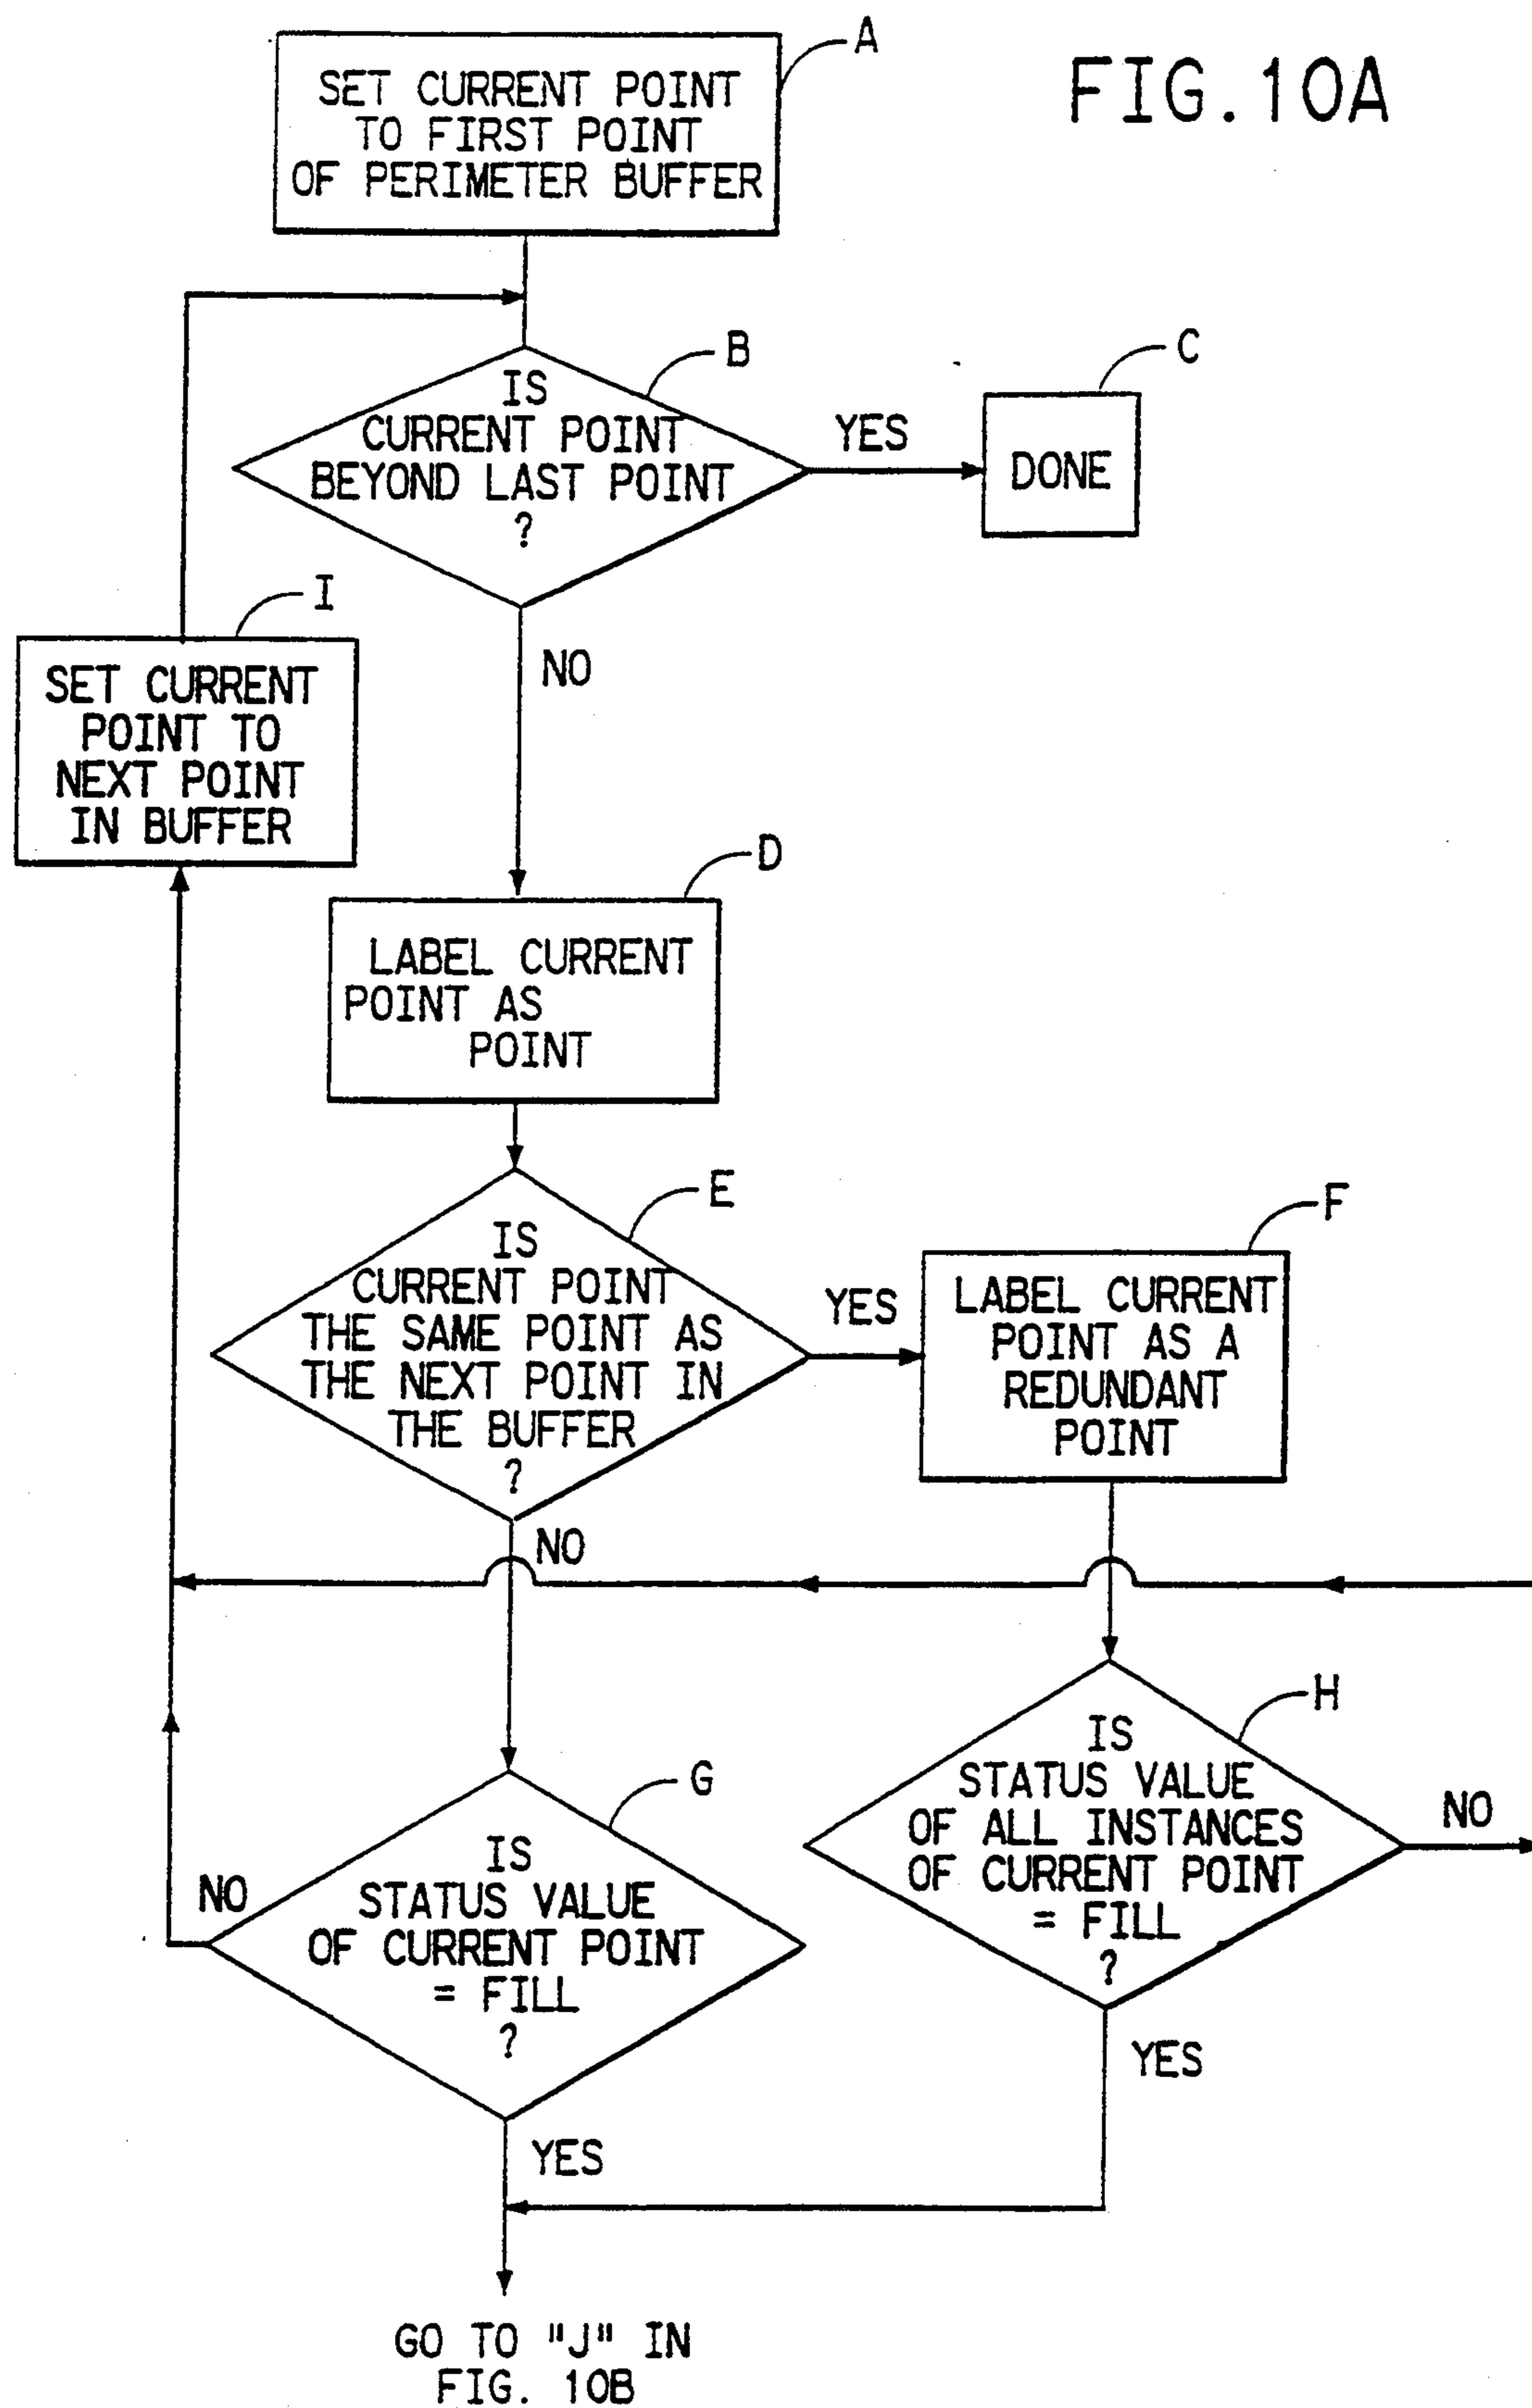 FIG.10A
A
SET CURRENT POINT
TO FIRST POINT
OF PERIMETER BUFFER
B
IS
CURRENT POINT
BEYOND LAST POINT
?
YES
C
DONE
NO
I
SET CURRENT
POINT TO
NEXT POINT
IN BUFFER
D
LABEL CURRENT
POINT AS
POINT
E
IS
CURRENT POINT
THE SAME POINT AS
THE NEXT POINT IN
THE BUFFER
?
YES
F
LABEL CURRENT
POINT AS A
REDUNDANT
POINT
NO
G
IS
STATUS VALUE
OF CURRENT POINT
= FILL
?
NO
YES
H
IS
STATUS VALUE
OF ALL INSTANCES
OF CURRENT POINT
= FILL
?
NO
YES
GO TO "J" IN
FIG. 10B